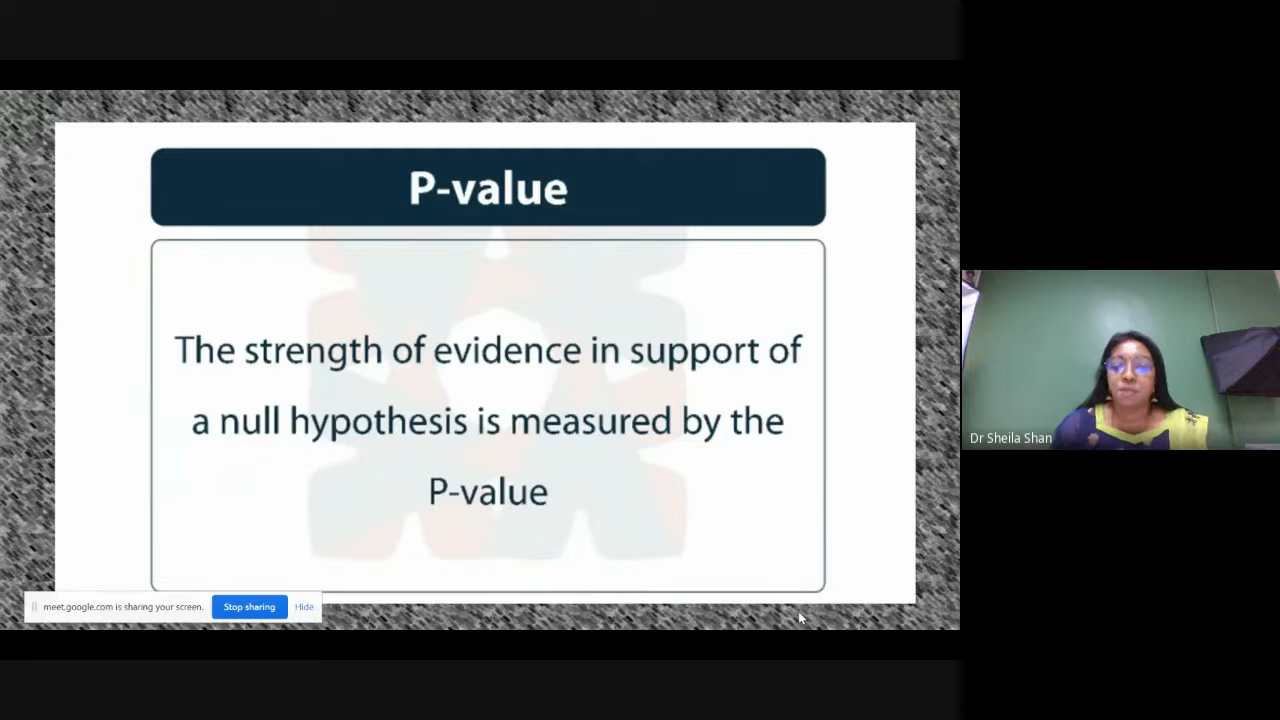 P-value
The strength of evidence in support of
a null hypothesis is measured by the
P-value
meet.google.com is sharing your screen.
Stop sharing
Hide
Dr Sheila Shan